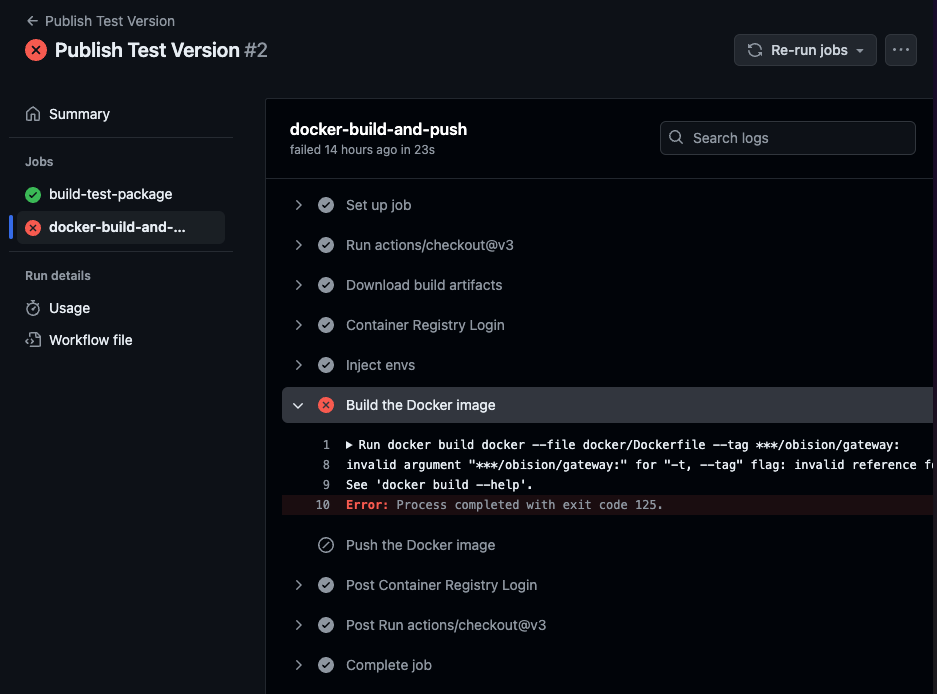 ← Publish Test Version
Publish Test Version #2
Re-run jobs
Summary
Jobs
build-test-package
docker-build-and-...
Run details
Usage
Workflow file
docker-build-and-push
failed 14 hours ago in 23s
Search logs
Set up job
Run actions/checkout@v3
Download build artifacts
Container Registry Login
Inject envs
Build the Docker image
1 ▶ Run docker build docker --file docker/Dockerfile --tag ***/obision/gateway:
8 invalid argument "***/obision/gateway:" for "-t, --tag" flag: invalid reference fo
9 See 'docker build --help'.
10 Error: Process completed with exit code 125.
Push the Docker image
Post Container Registry Login
Post Run actions/checkout@v3
Complete job